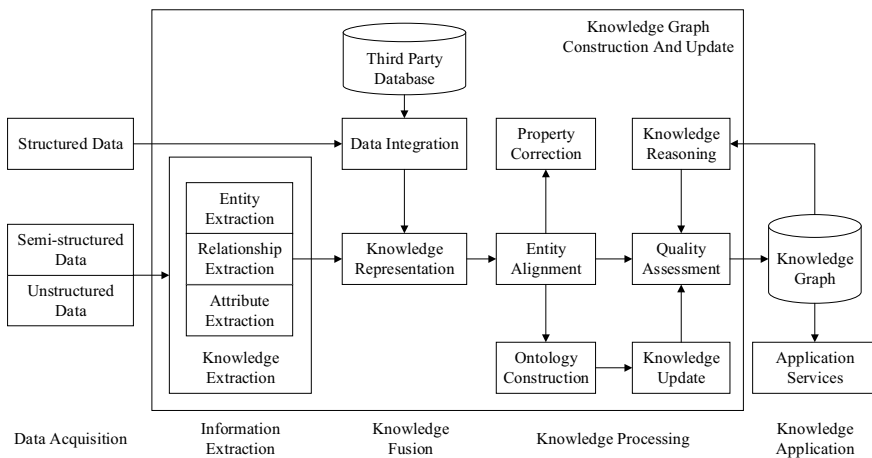 Knowledge Graph
Construction And Update
Third Party
Database
Structured Data
Data Integration
Property
Correction
Knowledge
Reasoning
Entity
Extraction
Relationship
Extraction
Attribute
Extraction
Knowledge
Extraction
Semi-structured
Data
Unstructured
Data
Knowledge
Representation
Entity
Alignment
Quality
Assessment
Knowledge
Graph
Ontology
Construction
Knowledge
Update
Application
Services
Data Acquisition
Information
Extraction
Knowledge
Fusion
Knowledge Processing
Knowledge
Application